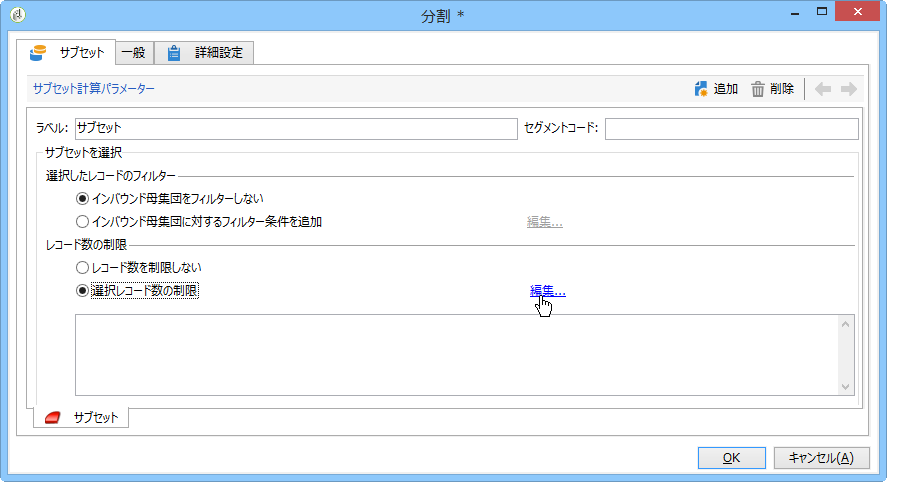 分割 *
サブセット 一般 詳細設定
サブセット計算パラメーター 追加 削除
ラベル: サブセット セグメントコード:
サブセットを選択
選択したレコードのフィルター
インバウンド母集団をフィルターしない
インバウンド母集団に対するフィルター条件を追加 編集...
レコード数の制限
レコード数を制限しない
選択レコード数の制限 編集...
サブセット
OK キャンセル(A)